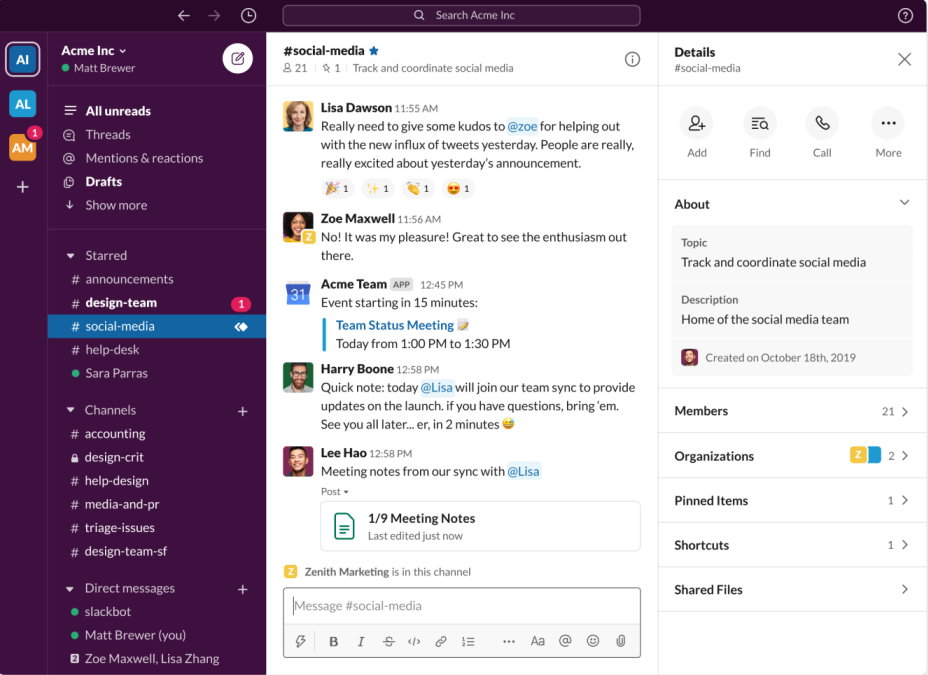 Search Acme Inc
AI
AL
1
AM
Acme Inc
Matt Brewer
All unreads
Threads
Mentions & reactions
Drafts
Show more
Starred
# announcements
# design-team 1
# social-media
# help-desk
Sara Parras
Channels
# accounting
design-crit
# help-design
# media-and-pr
# triage-issues
# design-team-sf
Direct messages
slackbot
Matt Brewer (you)
2 Zoe Maxwell, Lisa Zhang
#social-media
21 | 1 | Track and coordinate social media
Lisa Dawson 11:55 AM
Really need to give some kudos to @zoe for helping out
with the new influx of tweets yesterday. People are really,
really excited about yesterday’s announcement.
🎉 1 ✨ 1 👏 1 😍 1
Zoe Maxwell 11:56 AM
Z
No! It was my pleasure! Great to see the enthusiasm out
there.
31
Acme Team APP 12:45 PM
Event starting in 15 minutes:
Team Status Meeting 📝
Today from 1:00 PM to 1:30 PM
Harry Boone 12:58 PM
Quick note: today @Lisa will join our team sync to provide
updates on the launch. if you have questions, bring ‘em.
See you all later... er, in 2 minutes 😅
Lee Hao 12:58 PM
Meeting notes from our sync with @Lisa
Post
1/9 Meeting Notes
Last edited just now
Z Zenith Marketing is in this channel
Message #social-media
B I S </> Aa @
Details
#social-media
Add Find Call More
About
Topic
Track and coordinate social media
Description
Home of the social media team
Created on October 18th, 2019
Members 21
Organizations Z 2
Pinned Items 1
Shortcuts 1
Shared Files